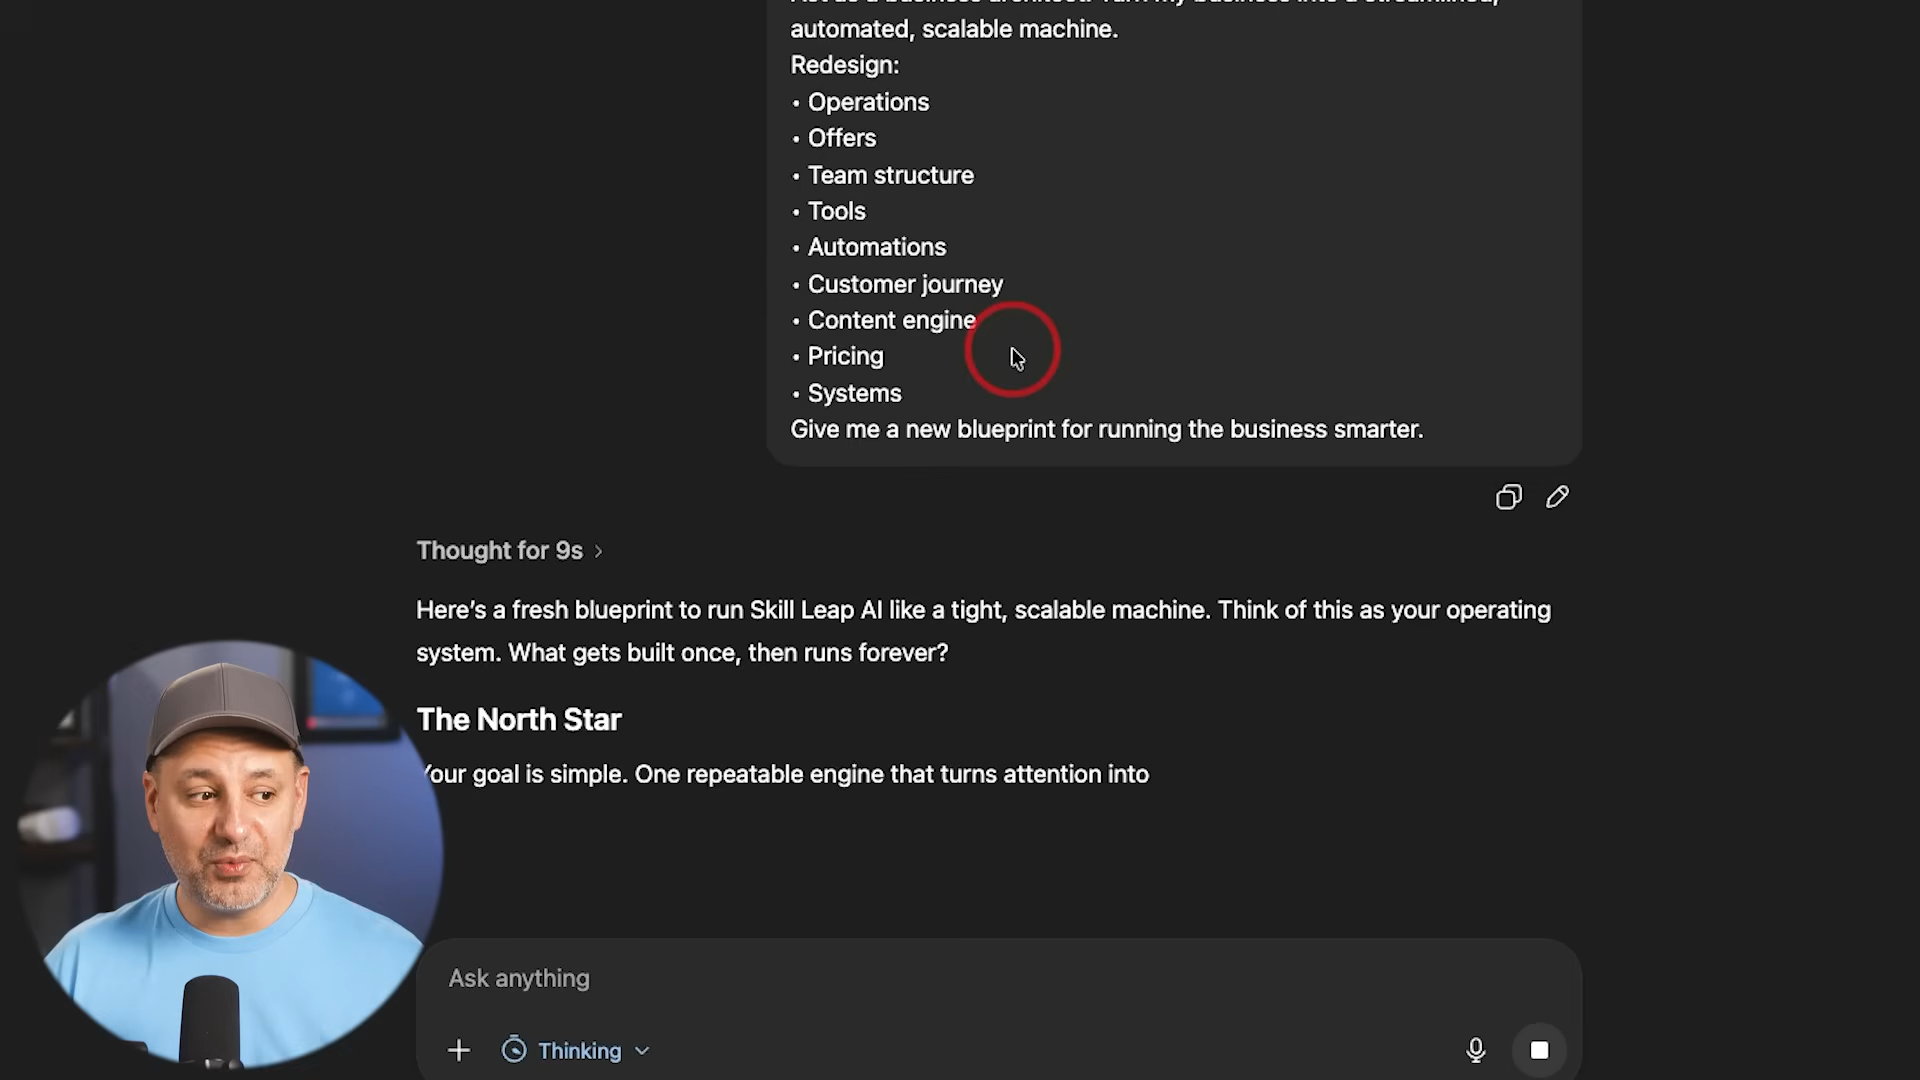 automated, scalable machine.
Redesign:
• Operations
• Offers
• Team structure
• Tools
• Automations
• Customer journey
• Content engine
• Pricing
• Systems
Give me a new blueprint for running the business smarter.
Thought for 9s >
Here's a fresh blueprint to run Skill Leap AI like a tight, scalable machine. Think of this as your operating
system. What gets built once, then runs forever?
The North Star
Your goal is simple. One repeatable engine that turns attention into
Ask anything
Thinking